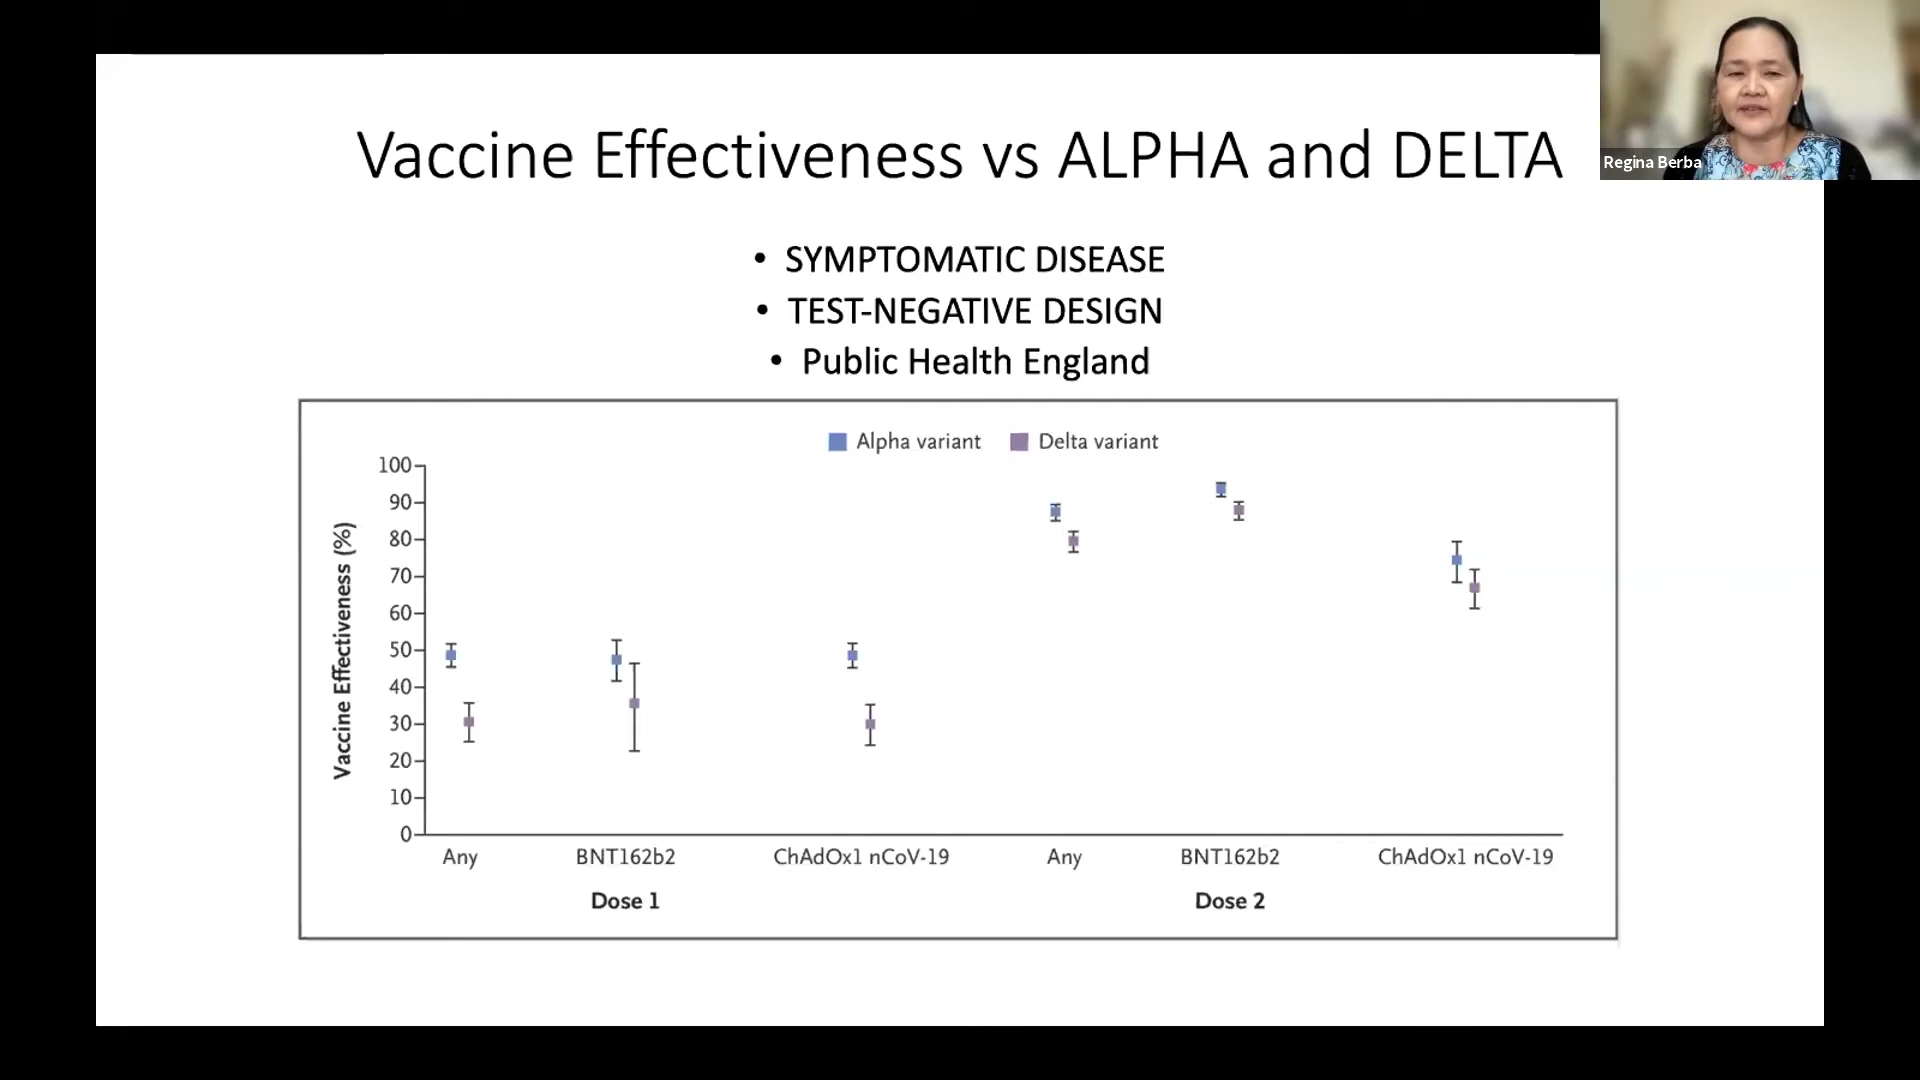 Vaccine Effectiveness vs ALPHA and DELTA
Regina Berba
• SYMPTOMATIC DISEASE
• TEST-NEGATIVE DESIGN
• Public Health England
Alpha variant Delta variant
Vaccine Effectiveness (%)
100
90
80
70
60
50
40
30
20
10
0
Any BNT162b2 ChAdOx1 nCoV-19 Any BNT162b2 ChAdOx1 nCoV-19
Dose 1 Dose 2